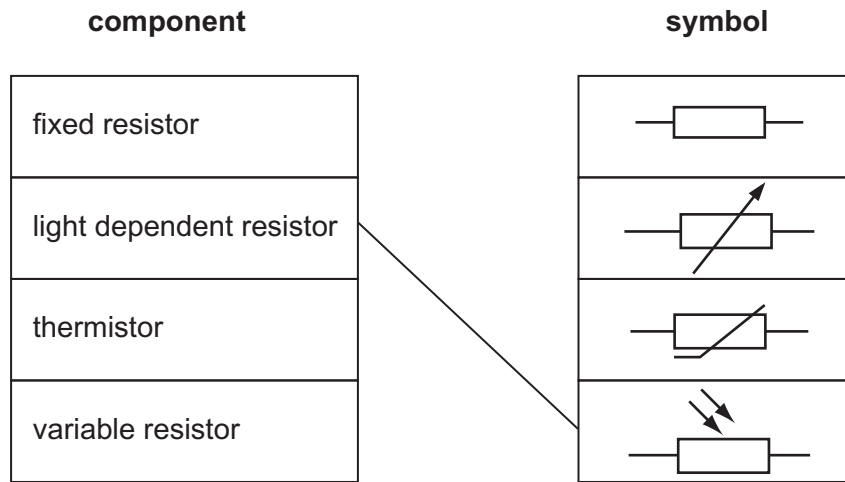 component
symbol
fixed resistor
light dependent resistor
thermistor
variable resistor